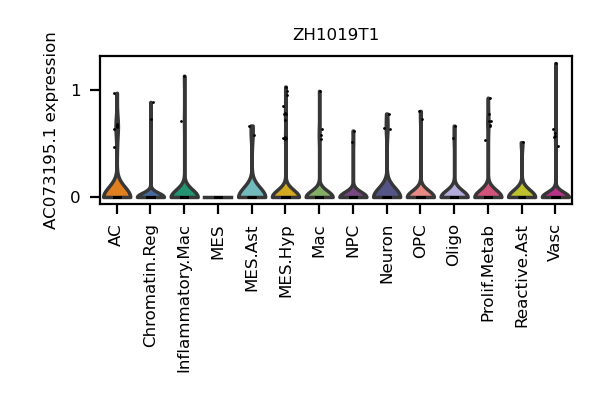 ZH1019T1
AC073195.1 expression
1
0
AC
Chromatin.Reg
Inflammatory.Mac
MES
MES.Ast
MES.Hyp
Mac
NPC
Neuron
OPC
Oligo
Prolif.Metab
Reactive.Ast
Vasc